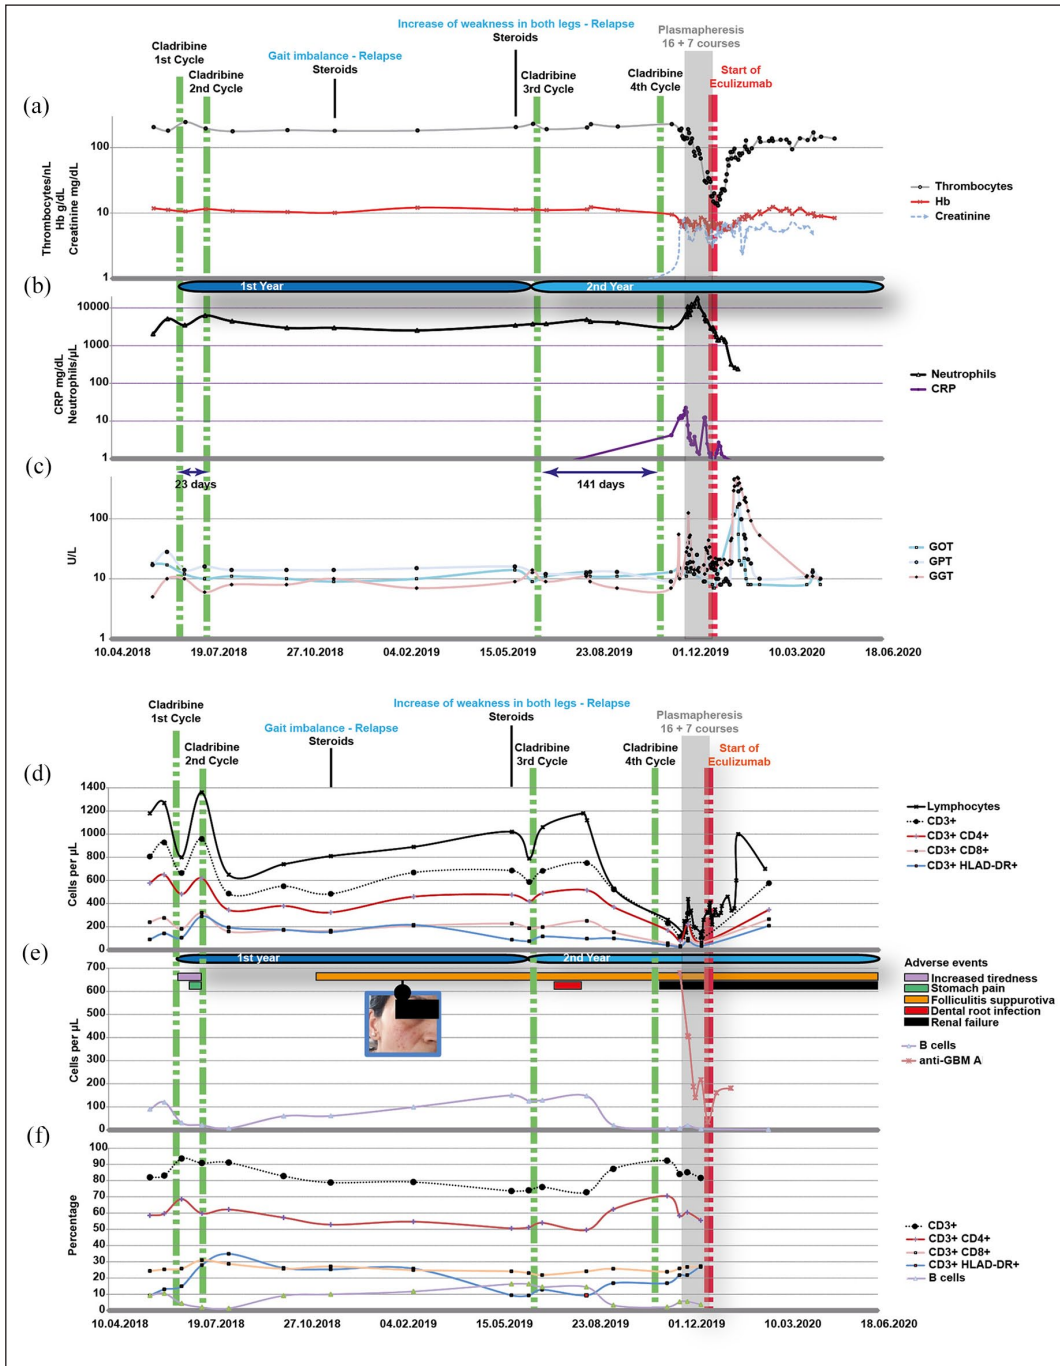 Increase of weakness in both legs - Relapse
Steroids
Plasmapheresis
16 + 7 courses
Cladribine
1st Cycle
Gait imbalance - Relapse
Steroids
Cladribine
2nd Cycle
Cladribine
3rd Cycle
Cladribine
4th Cycle
Start of
Eculizumab
(a)
100
10
1
Thrombocytes/nL
Hb g/dL
Creatinine mg/dL
Thrombocytes
Hb
Creatinine
(b)
1st Year
2nd Year
10000
1000
100
10
1
CRP mg/dL
Neutrophils/µL
Neutrophils
CRP
(c)
23 days
141 days
100
10
1
U/L
GOT
GPT
GGT
10.04.2018
19.07.2018
27.10.2018
04.02.2019
15.05.2019
23.08.2019
01.12.2019
10.03.2020
18.06.2020
Increase of weakness in both legs - Relapse
Steroids
Plasmapheresis
16 + 7 courses
Cladribine
1st Cycle
Gait imbalance - Relapse
Steroids
Cladribine
2nd Cycle
Cladribine
3rd Cycle
Cladribine
4th Cycle
Start of
Eculizumab
(d)
1400
1200
1000
800
600
400
200
0
Cells per µL
Lymphocytes
CD3+
CD3+ CD4+
CD3+ CD8+
CD3+ HLAD-DR+
(e)
1st year
2nd Year
700
600
500
400
300
200
100
0
Cells per µL
Adverse events
Increased tiredness
Stomach pain
Folliculitis suppurotiva
Dental root infection
Renal failure
B cells
anti-GBM A
(f)
100
90
80
70
60
50
40
30
20
10
0
Percentage
CD3+
CD3+ CD4+
CD3+ CD8+
CD3+ HLAD-DR+
B cells
10.04.2018
19.07.2018
27.10.2018
04.02.2019
15.05.2019
23.08.2019
01.12.2019
10.03.2020
18.06.2020